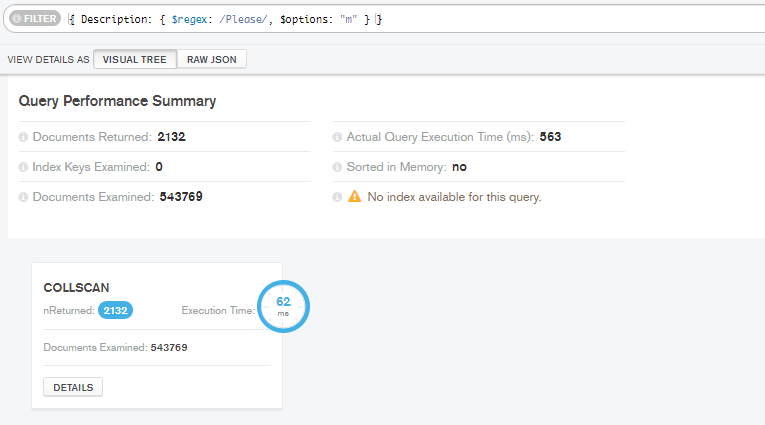 FILTER { Description: { $regex: /Please/, $options: "m" } }
VIEW DETAILS AS VISUAL TREE RAW JSON
Query Performance Summary
Documents Returned: 2132
Actual Query Execution Time (ms): 563
Index Keys Examined: 0
Sorted in Memory: no
Documents Examined: 543769
No index available for this query.
COLLSCAN
nReturned: 2132
Execution Time:
62
ms
Documents Examined: 543769
DETAILS